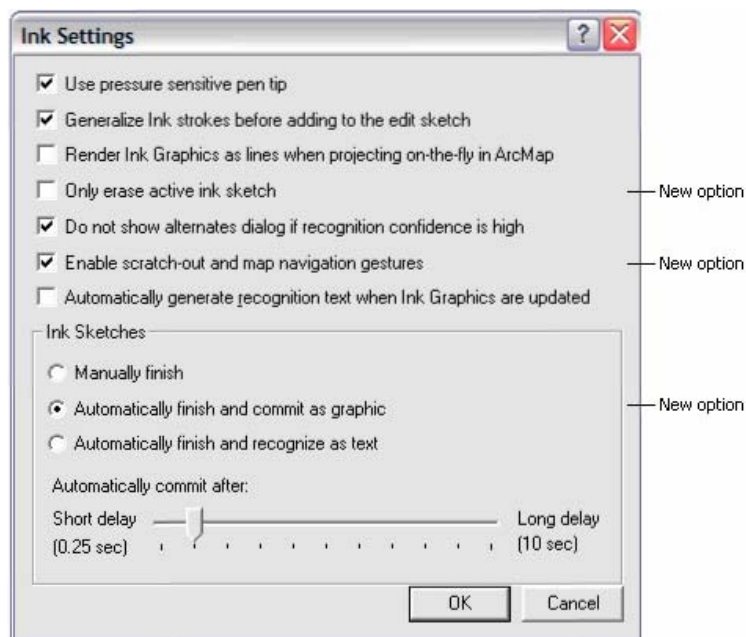 Ink Settings
Use pressure sensitive pen tip
Generalize Ink strokes before adding to the edit sketch
Render Ink Graphics as lines when projecting on-the-fly in ArcMap
Only erase active ink sketch New option
Do not show alternates dialog if recognition confidence is high
Enable scratch-out and map navigation gestures New option
Automatically generate recognition text when Ink Graphics are updated
Ink Sketches
Manually finish
Automatically finish and commit as graphic New option
Automatically finish and recognize as text
Automatically commit after:
Short delay Long delay
(0.25 sec) (10 sec)
OK Cancel